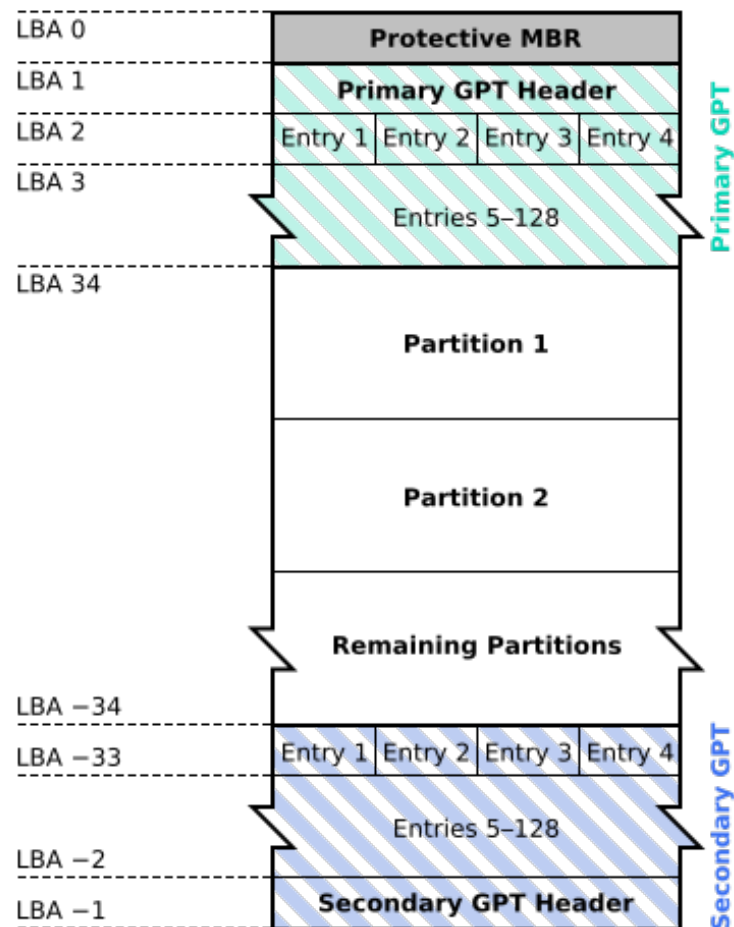 LBA 0
Protective MBR
LBA 1
Primary GPT Header
LBA 2
Entry 1 Entry 2 Entry 3 Entry 4
LBA 3
Entries 5–128
Primary GPT
LBA 34
Partition 1
Partition 2
Remaining Partitions
LBA −34
LBA −33
Entry 1 Entry 2 Entry 3 Entry 4
Entries 5–128
LBA −2
LBA −1
Secondary GPT Header
Secondary GPT